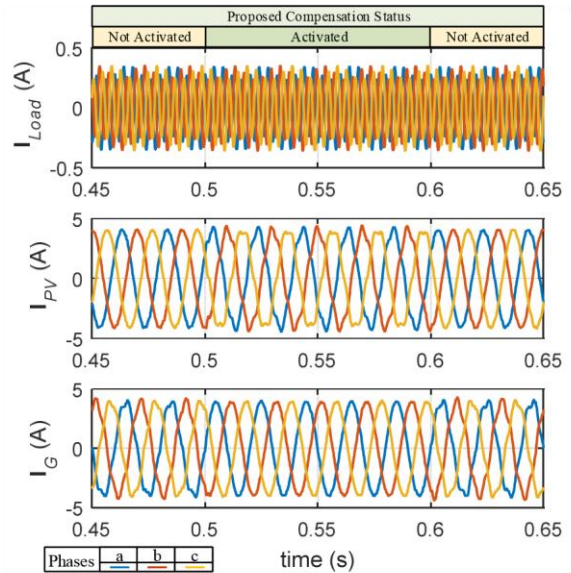 Proposed Compensation Status
Not Activated Activated Not Activated
0.5
0
-0.5
I_Load (A)
0.45 0.5 0.55 0.6 0.65
5
0
-5
I_PV (A)
0.45 0.5 0.55 0.6 0.65
5
0
-5
I_G (A)
0.45 0.5 0.55 0.6 0.65
time (s)
Phases a b c